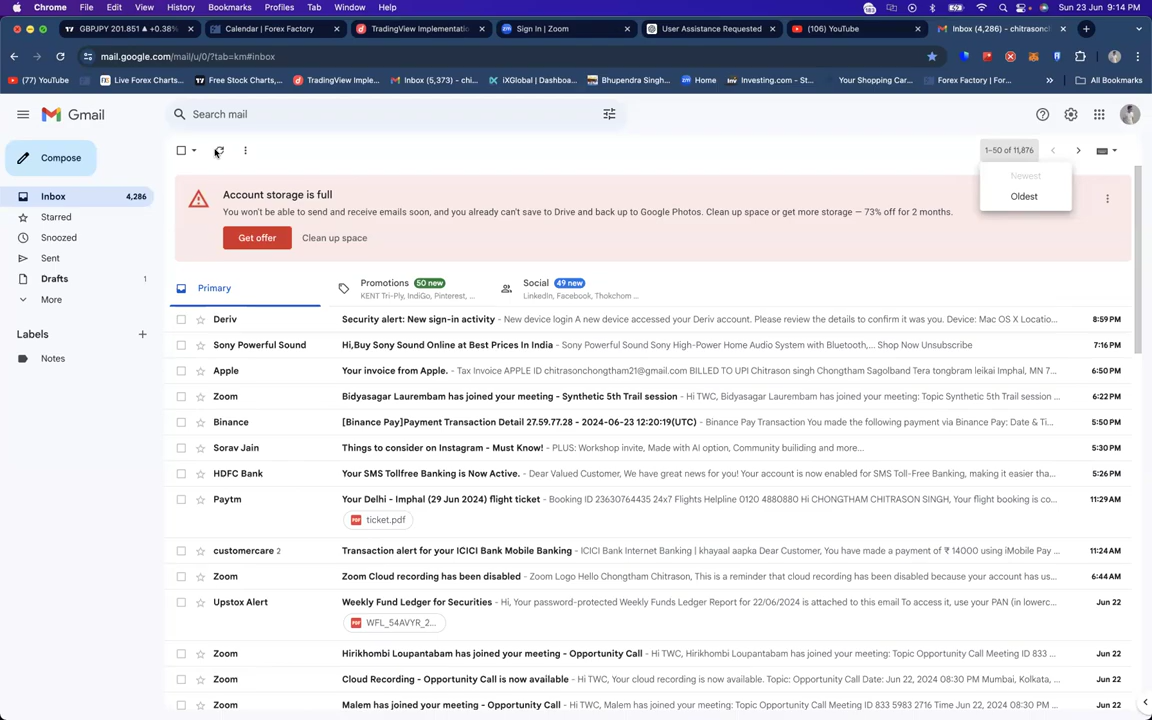 Chrome File Edit View History Bookmarks Profiles Tab Window Help 183 Sun 23 Jun 9:14 PM
GBPJPY 201.851 ▲ +0.38% Calendar | Forex Factory TradingView Implementatio Sign In | Zoom User Assistance Requested (106) YouTube Inbox (4,286) - chitrasonc
mail.google.com/mail/u/0/?tab=km#inbox
(77) YouTube Live Forex Charts,... Free Stock Charts,... TradingView Imple... Inbox (5,373) - chi... iXGlobal | Dashboa... Bhupendra Singh... Home Investing.com - St... Your Shopping Car... Forex Factory | For... » All Bookmarks
Gmail
Search mail
Compose
1–50 of 11,876
Newest
Oldest
Inbox 4,286
Starred
Snoozed
Sent
Drafts 1
More
Labels
Notes
Account storage is full
You won't be able to send and receive emails soon, and you already can't save to Drive and back up to Google Photos. Clean up space or get more storage — 73% off for 2 months.
Get offer Clean up space
Primary
Promotions 50 new
KENT Tri-Ply, IndiGo, Pinterest, ...
Social 49 new
LinkedIn, Facebook, Thokchom ...
Deriv Security alert: New sign-in activity - New device login A new device accessed your Deriv account. Please review the details to confirm it was you. Device: Mac OS X Locatio... 8:59 PM
Sony Powerful Sound Hi,Buy Sony Sound Online at Best Prices In India - Sony Powerful Sound Sony High-Power Home Audio System with Bluetooth,... Shop Now Unsubscribe 7:16 PM
Apple Your invoice from Apple. - Tax Invoice APPLE ID chitrasonchongtham21@gmail.com BILLED TO UPI Chitrason singh Chongtham Sagolband Tera tongbram leikai Imphal, MN 7... 6:50 PM
Zoom Bidyasagar Laurembam has joined your meeting - Synthetic 5th Trail session - Hi TWC, Bidyasagar Laurembam has joined your meeting: Topic Synthetic 5th Trail session ... 6:22 PM
Binance [Binance Pay]Payment Transaction Detail 27.59.77.28 - 2024-06-23 12:20:19(UTC) - Binance Pay Transaction You made the following payment via Binance Pay: Date & Ti... 5:50 PM
Sorav Jain Things to consider on Instagram - Must Know! - PLUS: Workshop invite, Made with AI option, Community building and more... 5:30 PM
HDFC Bank Your SMS Tollfree Banking is Now Active. - Dear Valued Customer, We have great news for you! Your account is now enabled for SMS Toll-Free Banking, making it easier tha... 5:26 PM
Paytm Your Delhi - Imphal (29 Jun 2024) flight ticket - Booking ID 23630764435 24x7 Flights Helpline 0120 4880880 Hi CHONGTHAM CHITRASON SINGH, Your flight booking is co... 11:29 AM
ticket.pdf
customercare 2 Transaction alert for your ICICI Bank Mobile Banking - ICICI Bank Internet Banking | khayaal aapka Dear Customer, You have made a payment of ₹ 14000 using iMobile Pay ... 11:24 AM
Zoom Zoom Cloud recording has been disabled - Zoom Logo Hello Chongtham Chitrason, This is a reminder that cloud recording has been disabled because your account has us... 6:44 AM
Upstox Alert Weekly Fund Ledger for Securities - Hi, Your password-protected Weekly Funds Ledger Report for 22/06/2024 is attached to this email To access it, use your PAN (in lowerc... Jun 22
WFL_54AVYR_2...
Zoom Hirikhombi Loupantabam has joined your meeting - Opportunity Call - Hi TWC, Hirikhombi Loupantabam has joined your meeting: Topic Opportunity Call Meeting ID 833 ... Jun 22
Zoom Cloud Recording - Opportunity Call is now available - Hi TWC, Your cloud recording is now available. Topic: Opportunity Call Date: Jun 22, 2024 08:30 PM Mumbai, Kolkata, ... Jun 22
Zoom Malem has joined your meeting - Opportunity Call - Hi TWC, Malem has joined your meeting: Topic Opportunity Call Meeting ID 833 5983 2716 Time Jun 22, 2024 08:30 PM ... Jun 22